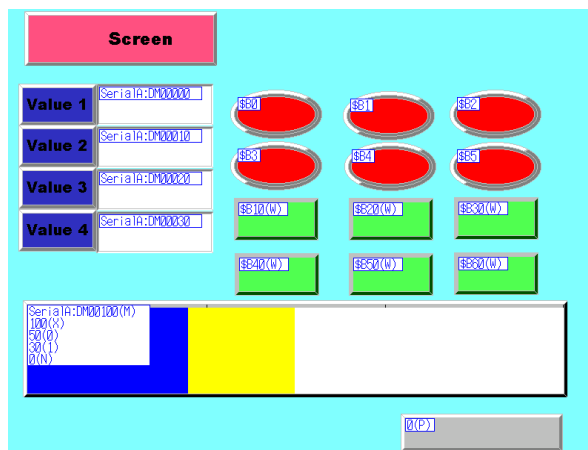 Screen
Value 1 SerialA:DM00000 $B0 $B1 $B2
Value 2 SerialA:DM00010 $B3 $B4 $B5
Value 3 SerialA:DM00020 $B10(W) $B20(W) $B30(W)
Value 4 SerialA:DM00030 $B40(W) $B50(W) $B60(W)
SerialA:DM00100(M)
100(X)
50(0)
30(1)
0(N)
0(P)